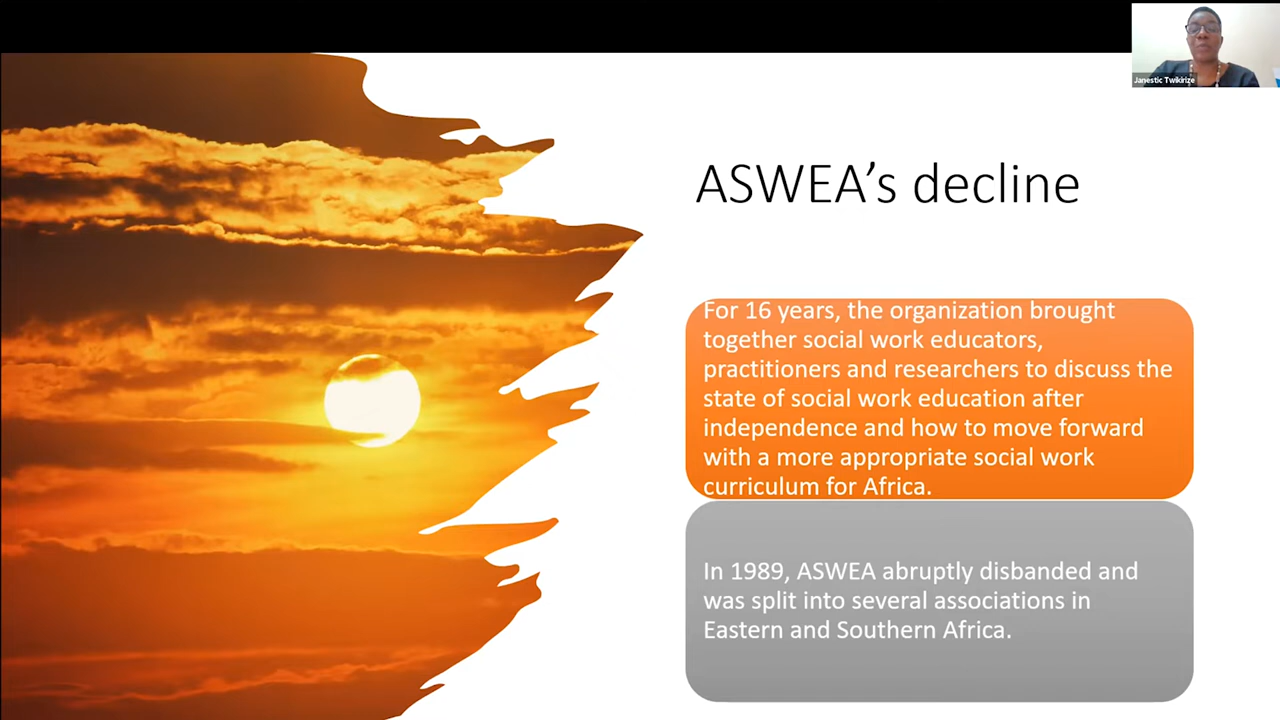 Janestic Twikirize
ASWEA’s decline
For 16 years, the organization brought
together social work educators,
practitioners and researchers to discuss the
state of social work education after
independence and how to move forward
with a more appropriate social work
curriculum for Africa.
In 1989, ASWEA abruptly disbanded and
was split into several associations in
Eastern and Southern Africa.